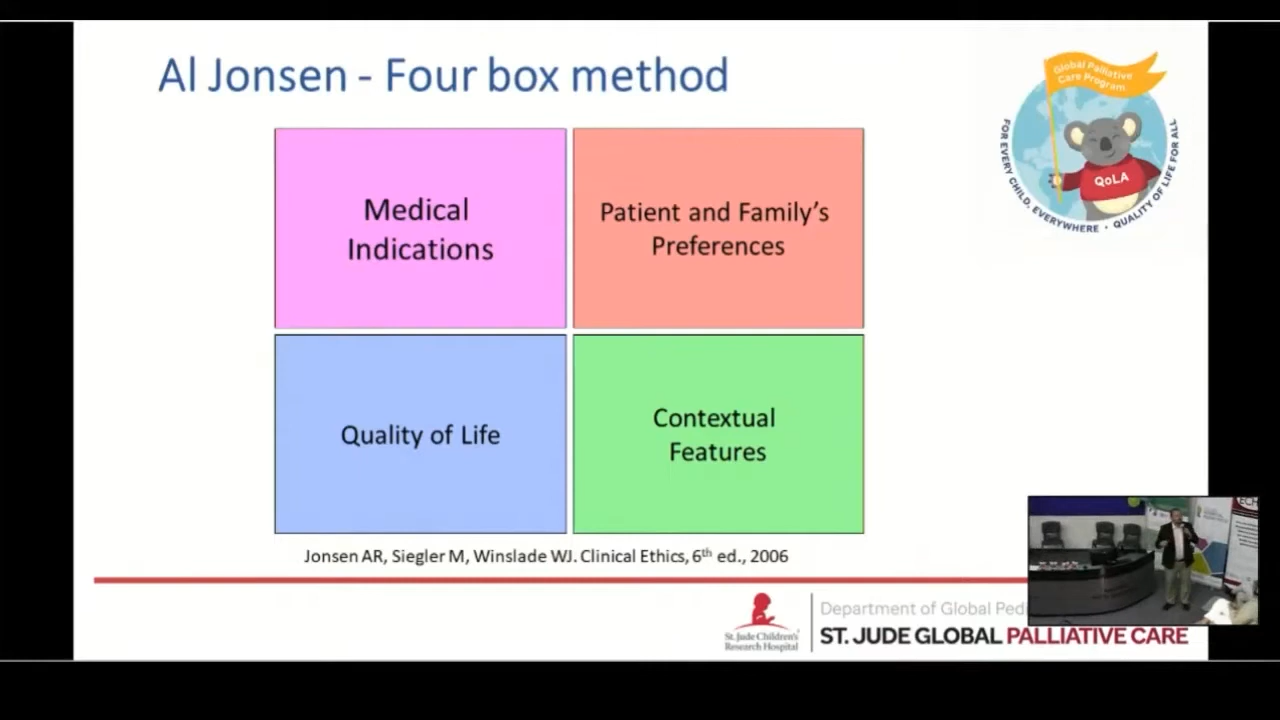 Al Jonsen - Four box method
Global Palliative
Care Program
QoLA
FOR EVERY CHILD, EVERYWHERE • QUALITY OF LIFE FOR ALL
Medical
Indications
Patient and Family's
Preferences
Quality of Life
Contextual
Features
Jonsen AR, Siegler M, Winslade WJ. Clinical Ethics, 6th ed., 2006
St. Jude Children's
Research Hospital
Department of Global Ped
ST. JUDE GLOBAL PALLIATIVE CARE
ECH